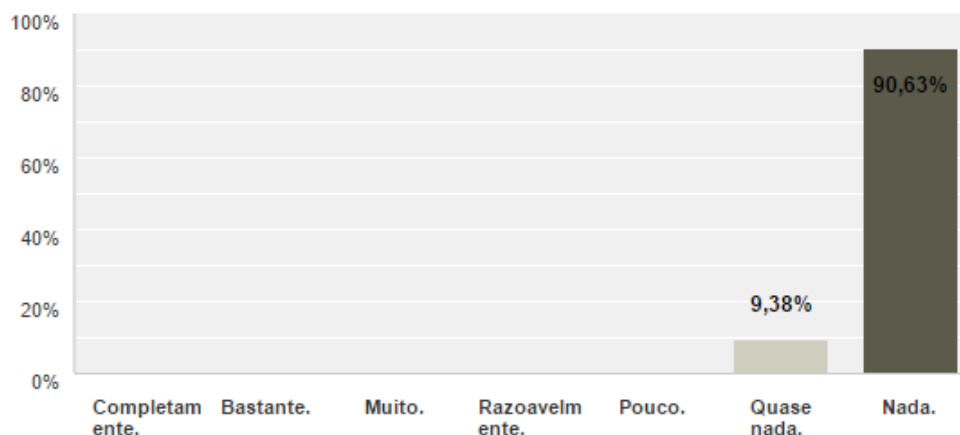 100%
80%
60%
40%
20%
0%
90,63%
9,38%
Completam
ente.
Bastante.
Muito.
Razoavelm
ente.
Pouco.
Quase
nada.
Nada.